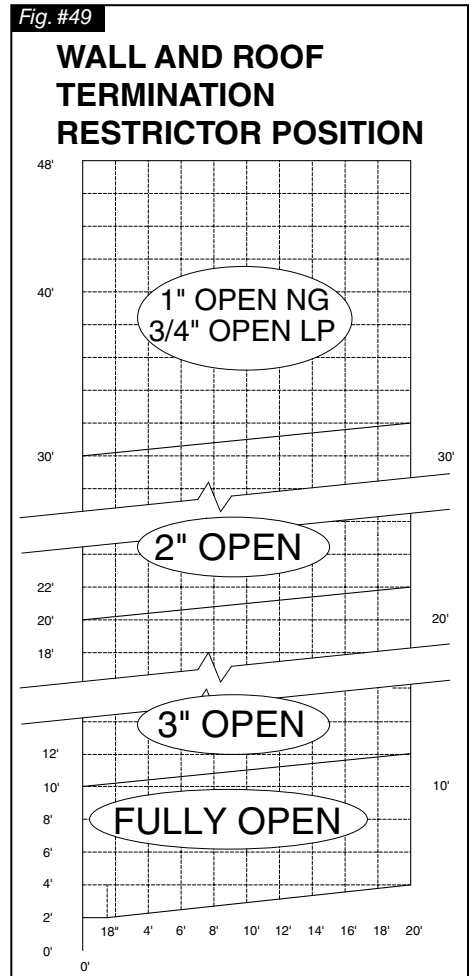 Fig. #49
WALL AND ROOF
TERMINATION
RESTRICTOR POSITION
48'
40'
1" OPEN NG
3/4" OPEN LP
30' 30'
2" OPEN
22'
20' 20'
18'
3" OPEN
12'
10' 10'
FULLY OPEN
8'
6'
4'
2'
18" 4' 6' 8' 10' 12' 14' 16' 18' 20'
0'
0'